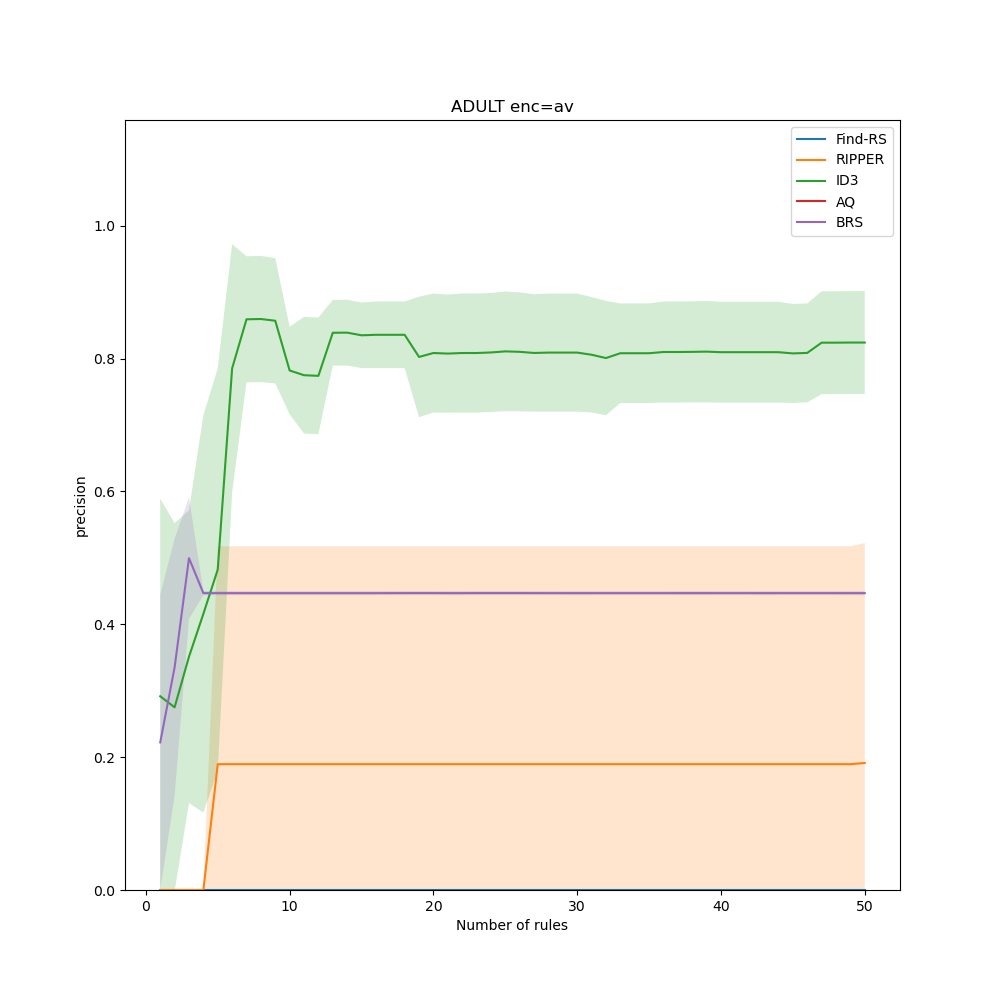 ADULT enc=av
Find-RS
RIPPER
ID3
AQ
BRS
1.0
0.8
0.6
0.4
0.2
0.0
precision
0 10 20 30 40 50
Number of rules